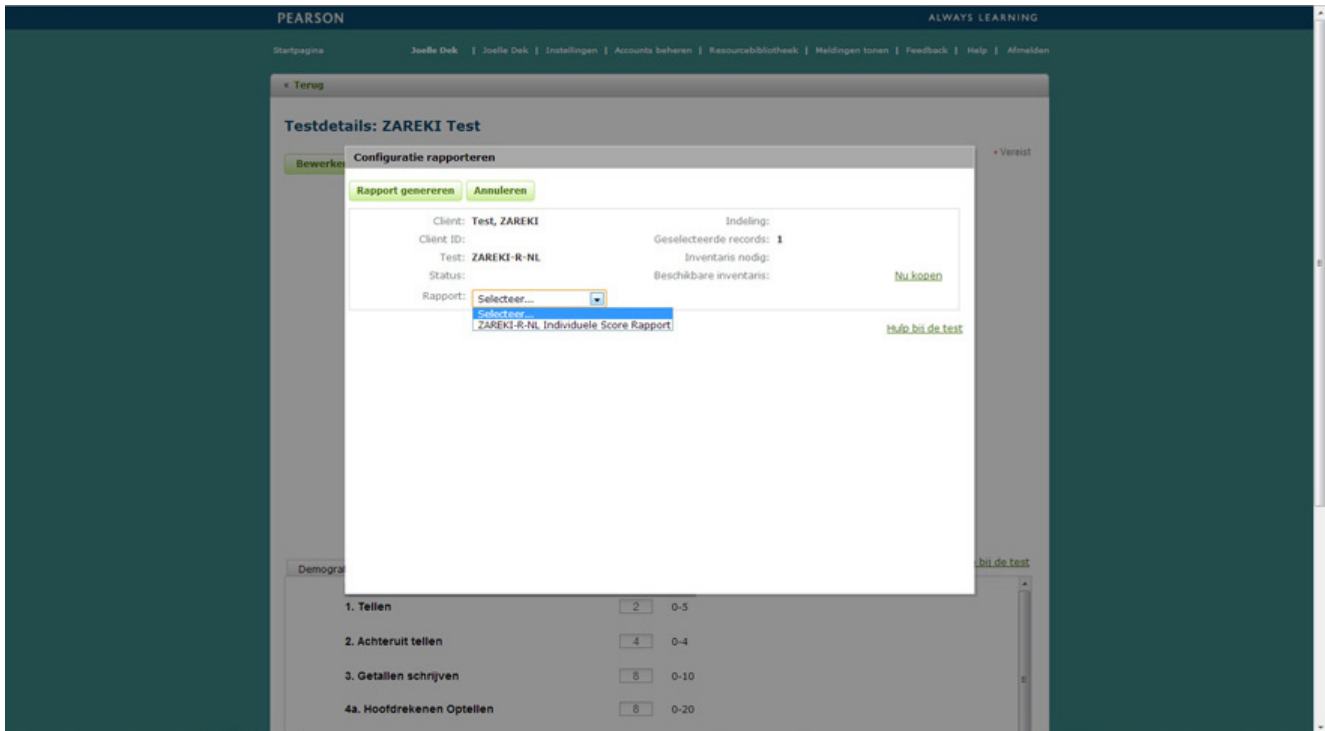 PEARSON ALWAYS LEARNING
Startpagina Joelle Dek | Joelle Dek | Instellingen | Accounts beheren | Resourcebibliotheek | Meldingen tonen | Feedback | Help | Afmelden
« Terug
Testdetails: ZAREKI Test
• Vereist
Configuratie rapporteren
Rapport genereren Annuleren
Cliënt: Test, ZAREKI Indeling:
Cliënt ID: Geselecteerde records: 1
Test: ZAREKI-R-NL Inventaris nodig:
Status: Beschikbare inventaris: Nu kopen
Rapport: Selecteer...
Selecteer...
ZAREKI-R-NL Individuele Score Rapport
Hulp bij de test
bij de test
1. Tellen 2 0-5
2. Achteruit tellen 4 0-4
3. Getallen schrijven 8 0-10
4a. Hoofdrekenen Optellen 8 0-20